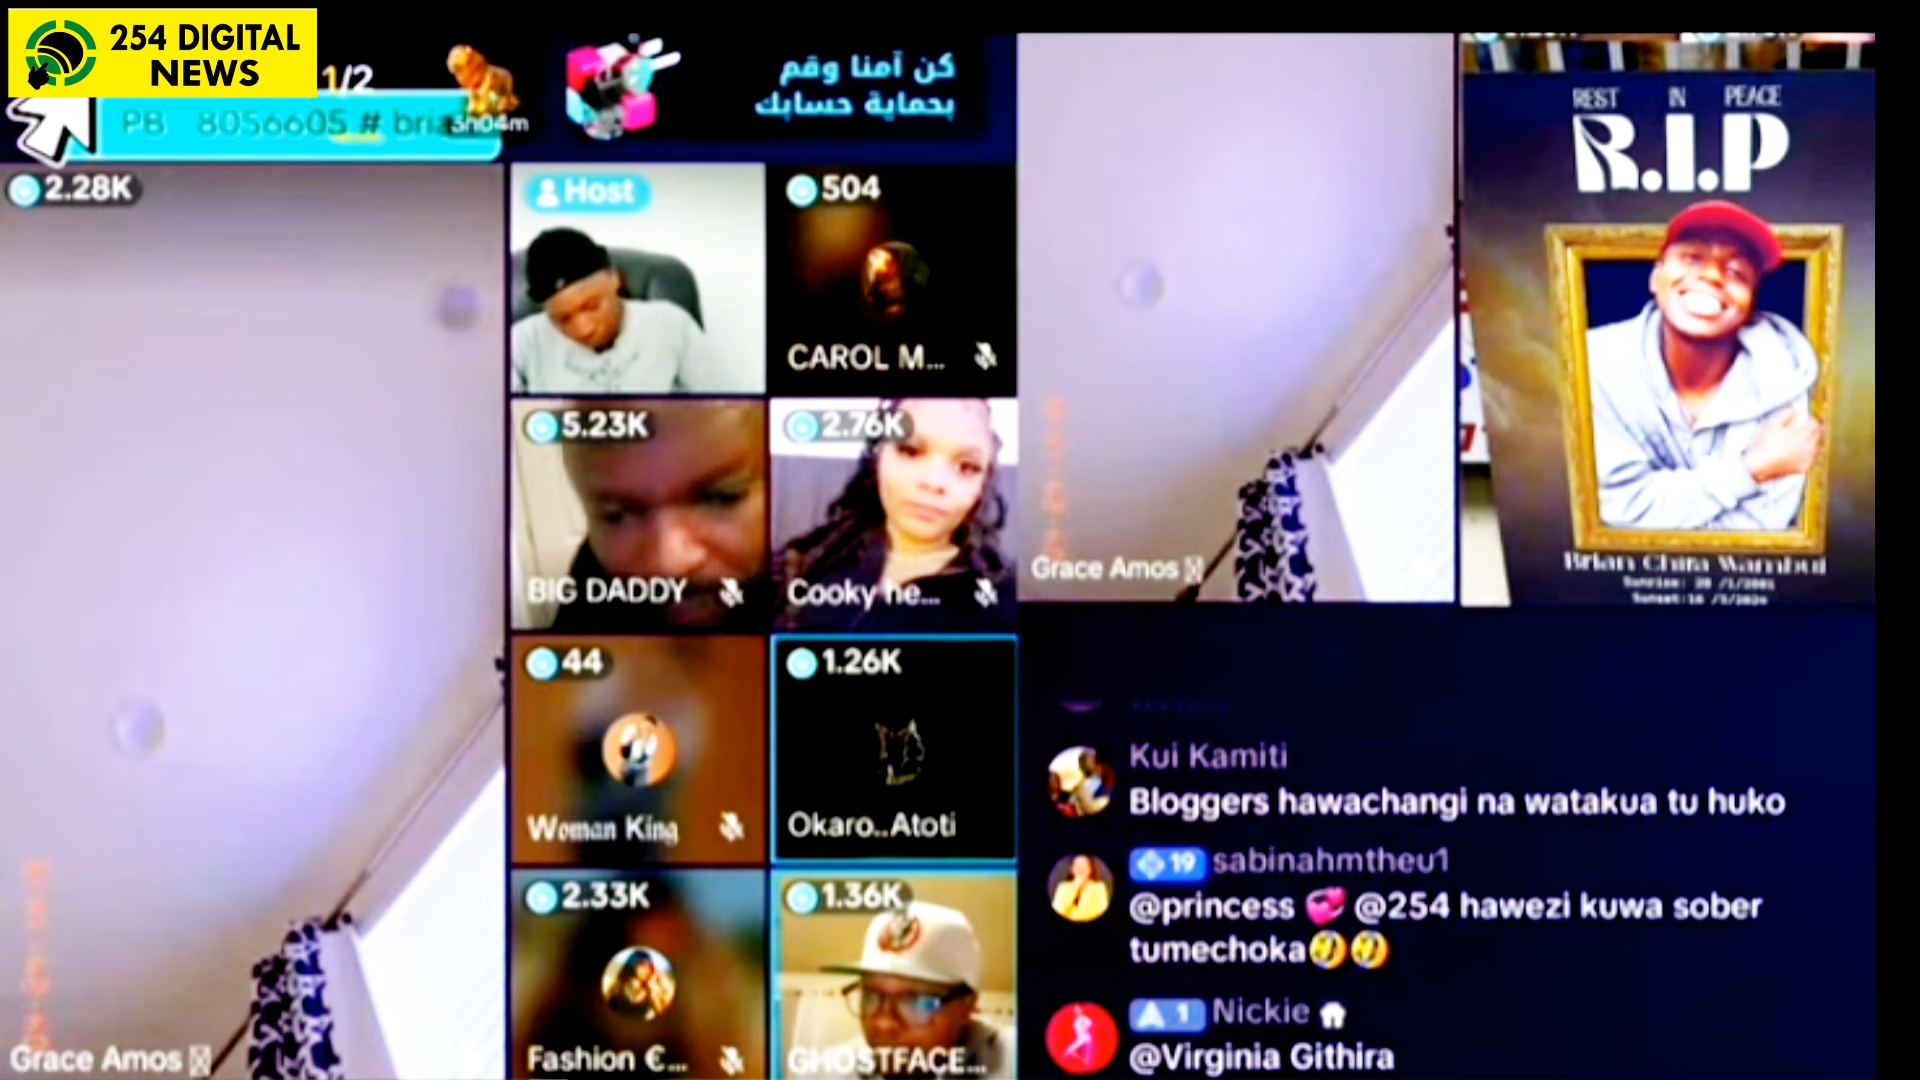 254 DIGITAL
NEWS
1/2
PB 8056605 # bria
3h04m
كن آمنا وقم
بحماية حسابك
2.28K
Host
504
CAROL M...
5.23K
BIG DADDY
2.76K
Cooky he...
44
Woman King
1.26K
Okaro..Atoti
2.33K
Fashion €...
1.36K
GHOSTFACE...
Grace Amos
Grace Amos
REST IN PEACE
R.I.P
Brian Chira Wambui
Kui Kamiti
Bloggers hawachangi na watakua tu huko
19 sabinahmtheu1
@princess 💞 @254 hawezi kuwa sober
tumechoka🤣🤣
1 Nickie
@Virginia Githira